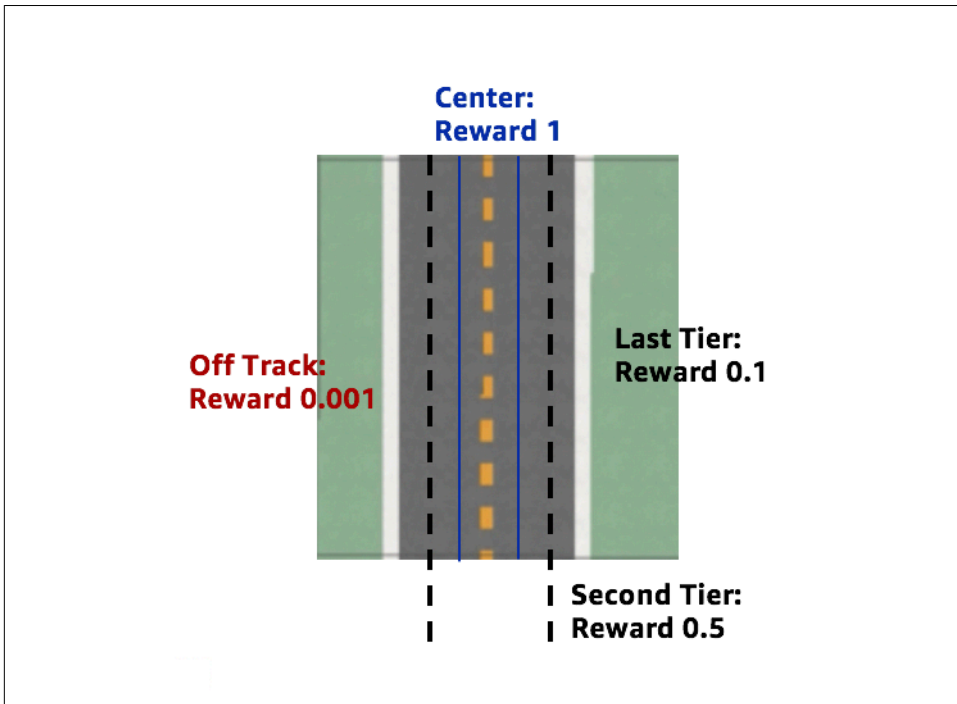 Center:
Reward 1
Last Tier:
Reward 0.1
Off Track:
Reward 0.001
Second Tier:
Reward 0.5